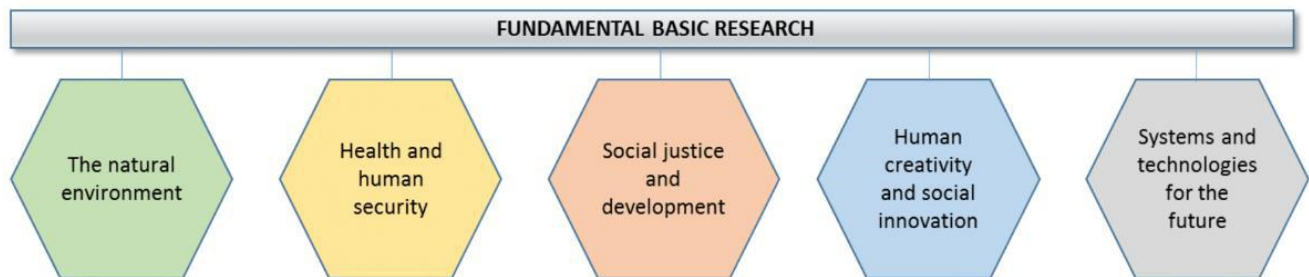 FUNDAMENTAL BASIC RESEARCH
The natural
environment
Health and
human
security
Social justice
and
development
Human
creativity
and social
innovation
Systems and
technologies
for the
future